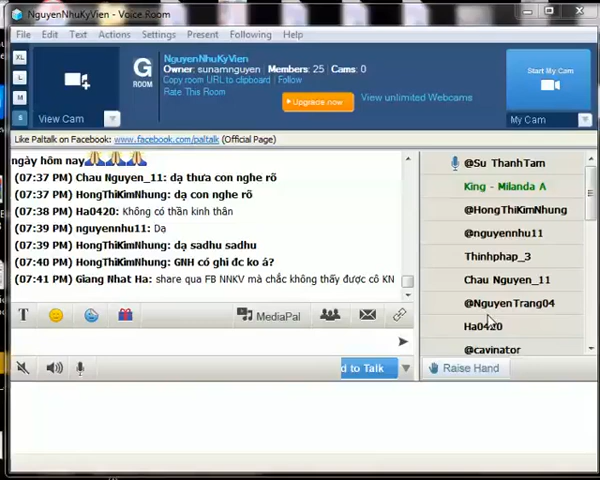 NguyenNhuKyVien - Voice Room
File Edit Text Actions Settings Present Following Help
XL
L
M
S
View Cam
G
ROOM
NguyenNhuKyVien
Owner: sunamnguyen | Members: 25 | Cams: 0
Copy room URL to clipboard | Follow
Rate This Room
Upgrade now
View unlimited Webcams
Start My Cam
My Cam
Like Paltalk on Facebook: www.facebook.com/paltalk (Official Page)
ngày hôm nay🙏🙏🙏
(07:37 PM) Chau Nguyen_11: dạ thưa con nghe rõ
(07:37 PM) HongThiKimNhung: dạ con nghe rõ
(07:38 PM) Ha0420: Không có thần kinh thân
(07:39 PM) nguyennhu11: Dạ
(07:39 PM) HongThiKimNhung: dạ sadhu sadhu
(07:40 PM) HongThiKimNhung: GNH có ghi đc ko á?
(07:41 PM) Giang Nhat Ha: share qua FB NNKV mà chắc không thấy được cô KN
@Su ThanhTam
King - Milanda A
@HongThiKimNhung
@nguyennhu11
Thinhphap_3
Chau Nguyen_11
@NguyenTrang04
Ha0420
@cavinator
T
MediaPal
d to Talk
Raise Hand